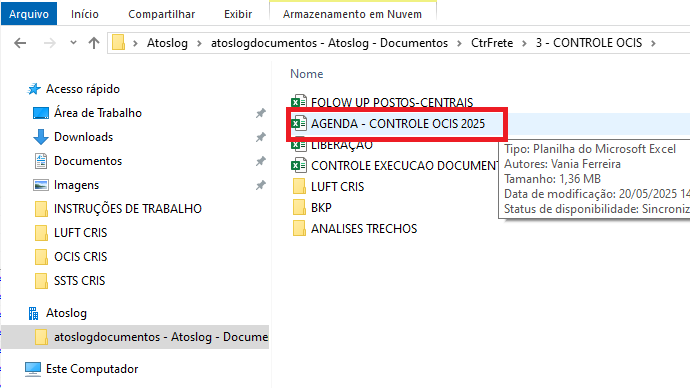 Armazenamento em Nuvem
Arquivo Início Compartilhar Exibir
Atoslog atoslogdocumentos - Atoslog - Documentos CtrFrete 3 - CONTROLE OCIS
Nome
Acesso rápido
Área de Trabalho
Downloads
Documentos
Imagens
INSTRUÇÕES DE TRABALHO
LUFT CRIS
OCIS CRIS
SSTS CRIS
Atoslog
atoslogdocumentos - Atoslog - Docume
Este Computador
FOLOW UP POSTOS-CENTRAIS
AGENDA - CONTROLE OCIS 2025
LIBERAÇÃO
CONTROLE EXECUCAO DOCUMENT
LUFT CRIS
BKP
ANALISES TRECHOS
Tipo: Planilha do Microsoft Excel
Autores: Vania Ferreira
Tamanho: 1,36 MB
Data de modificação: 20/05/2025 14
Status de disponibilidade: Sincroniz